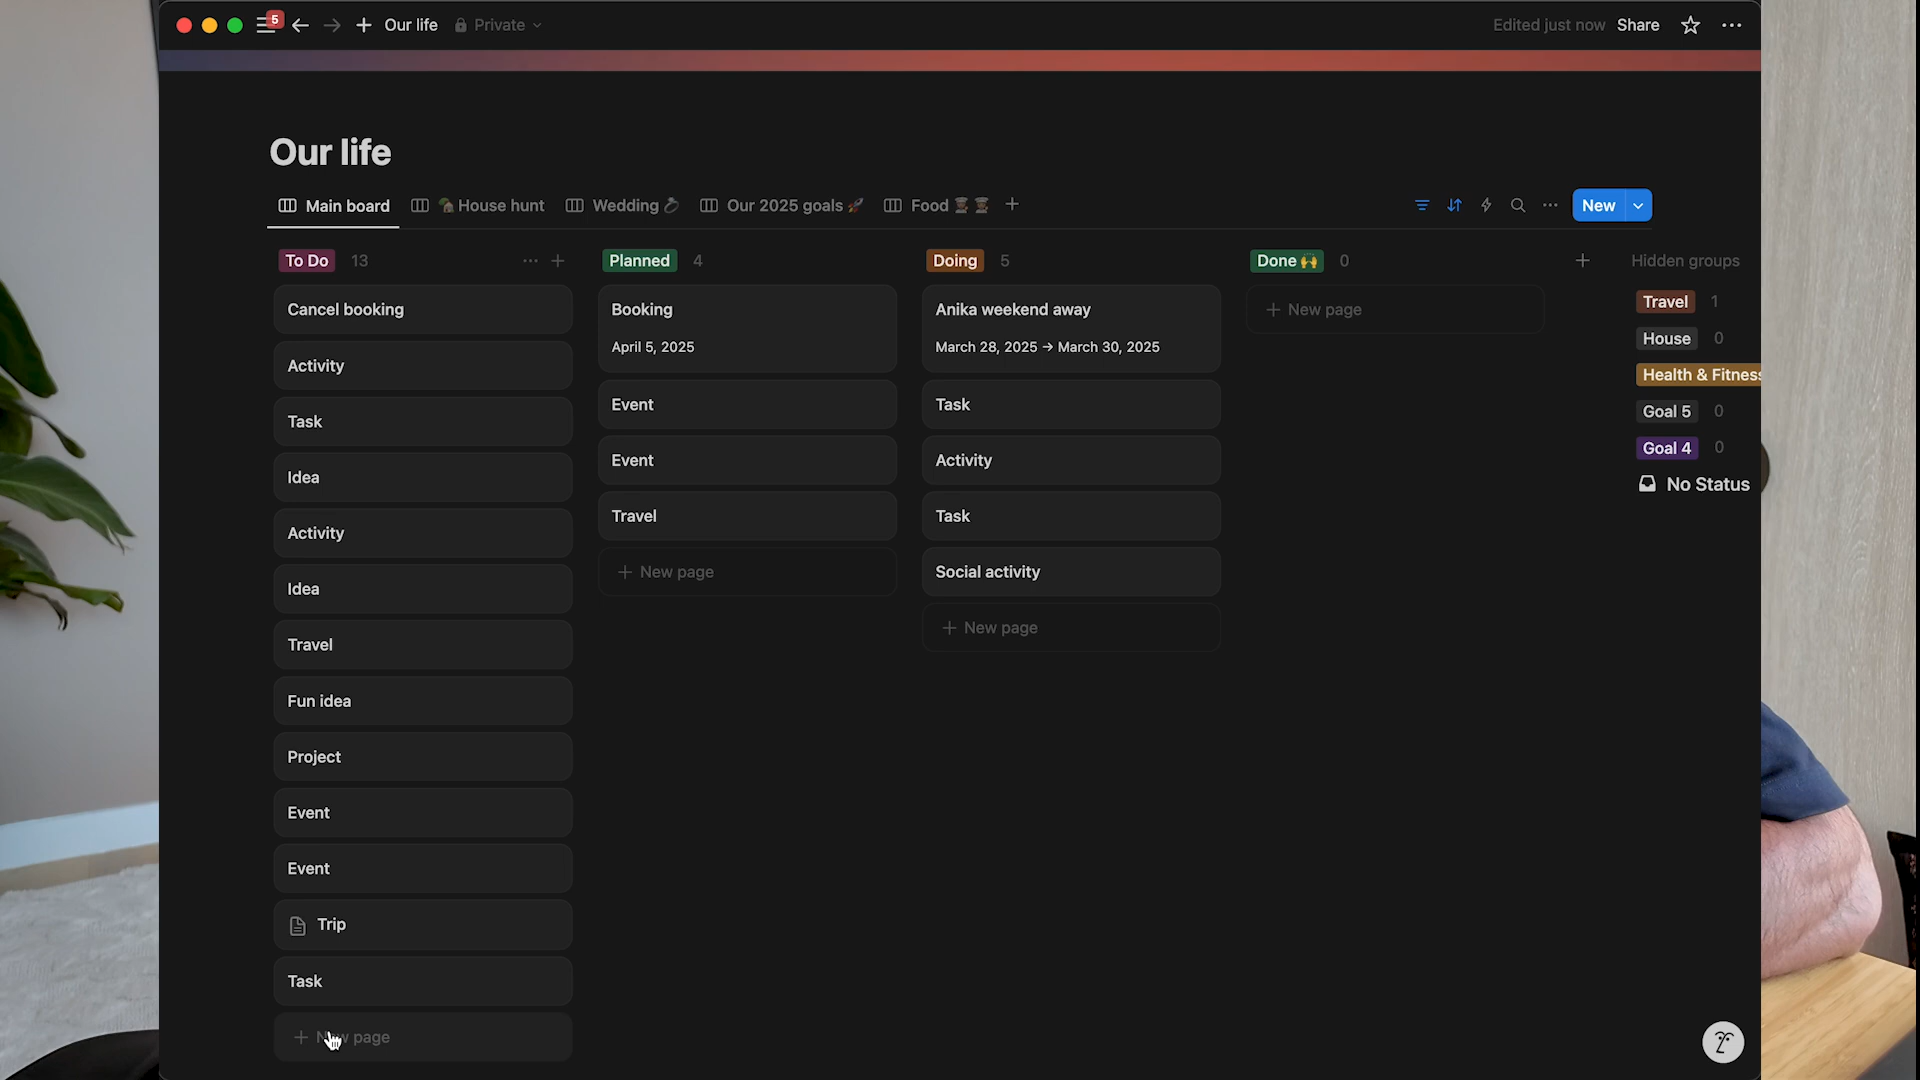 5
Our life
Private
Edited just now
Share
Our life
Main board
House hunt
Wedding
Our 2025 goals
Food
New
To Do 13
Cancel booking
Activity
Task
Idea
Activity
Idea
Travel
Fun idea
Project
Event
Event
Trip
Task
New page
Planned 4
Booking
April 5, 2025
Event
Event
Travel
New page
Doing 5
Anika weekend away
March 28, 2025 → March 30, 2025
Task
Activity
Task
Social activity
New page
Done 🙌 0
New page
Hidden groups
Travel 1
House 0
Health & Fitness
Goal 5 0
Goal 4 0
No Status